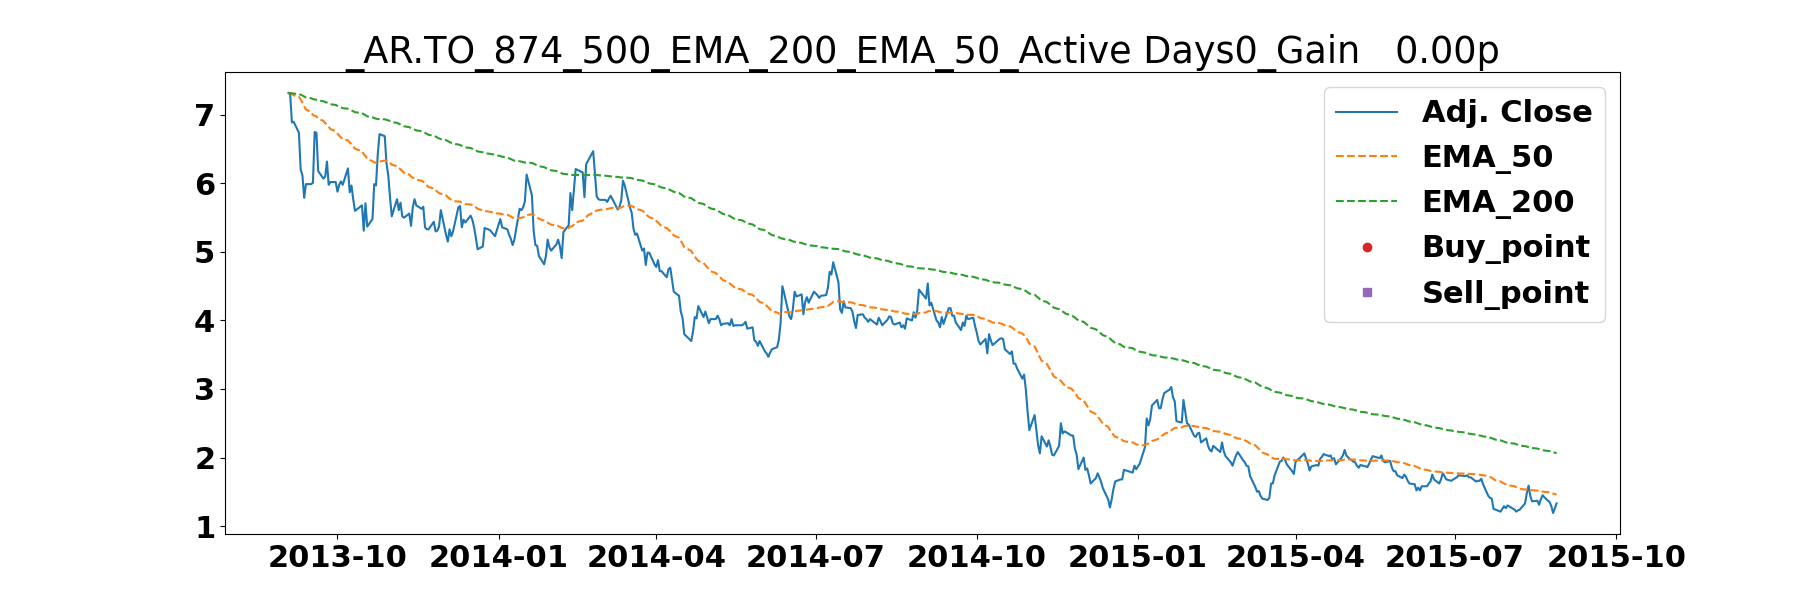 _AR.TO_874_500_EMA_200_EMA_50_Active Days0_Gain   0.00p
7
6
5
4
3
2
1
Adj. Close
EMA_50
EMA_200
Buy_point
Sell_point
2013-10 2014-01 2014-04 2014-07 2014-10 2015-01 2015-04 2015-07 2015-10